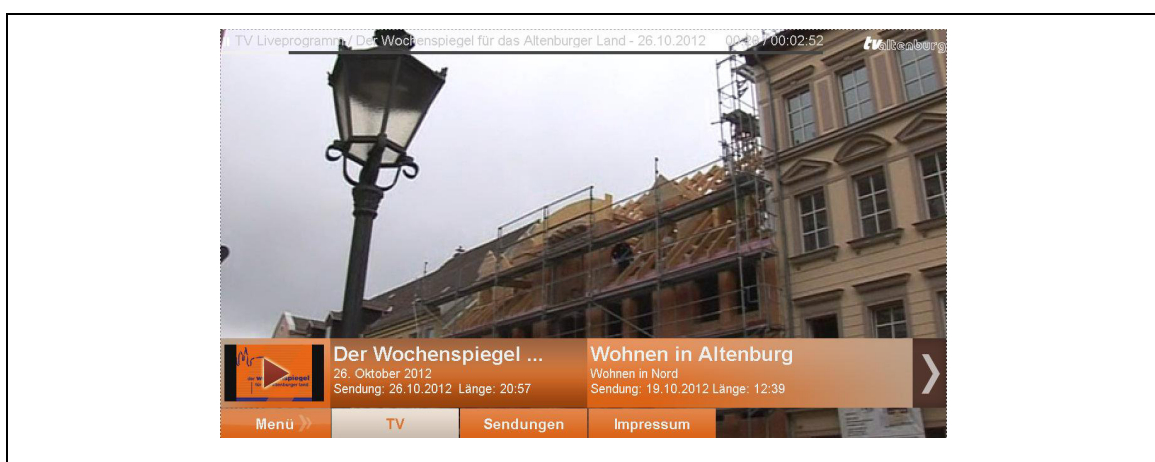 TV Liveprogramm / Der Wochenspiegel für das Altenburger Land - 26.10.2012
/ 00:02:52
tvaltenburg
Der Wochenspiegel ...
26. Oktober 2012
Sendung: 26.10.2012 Länge: 20:57
Wohnen in Altenburg
Wohnen in Nord
Sendung: 19.10.2012 Länge: 12:39
Menü
TV
Sendungen
Impressum